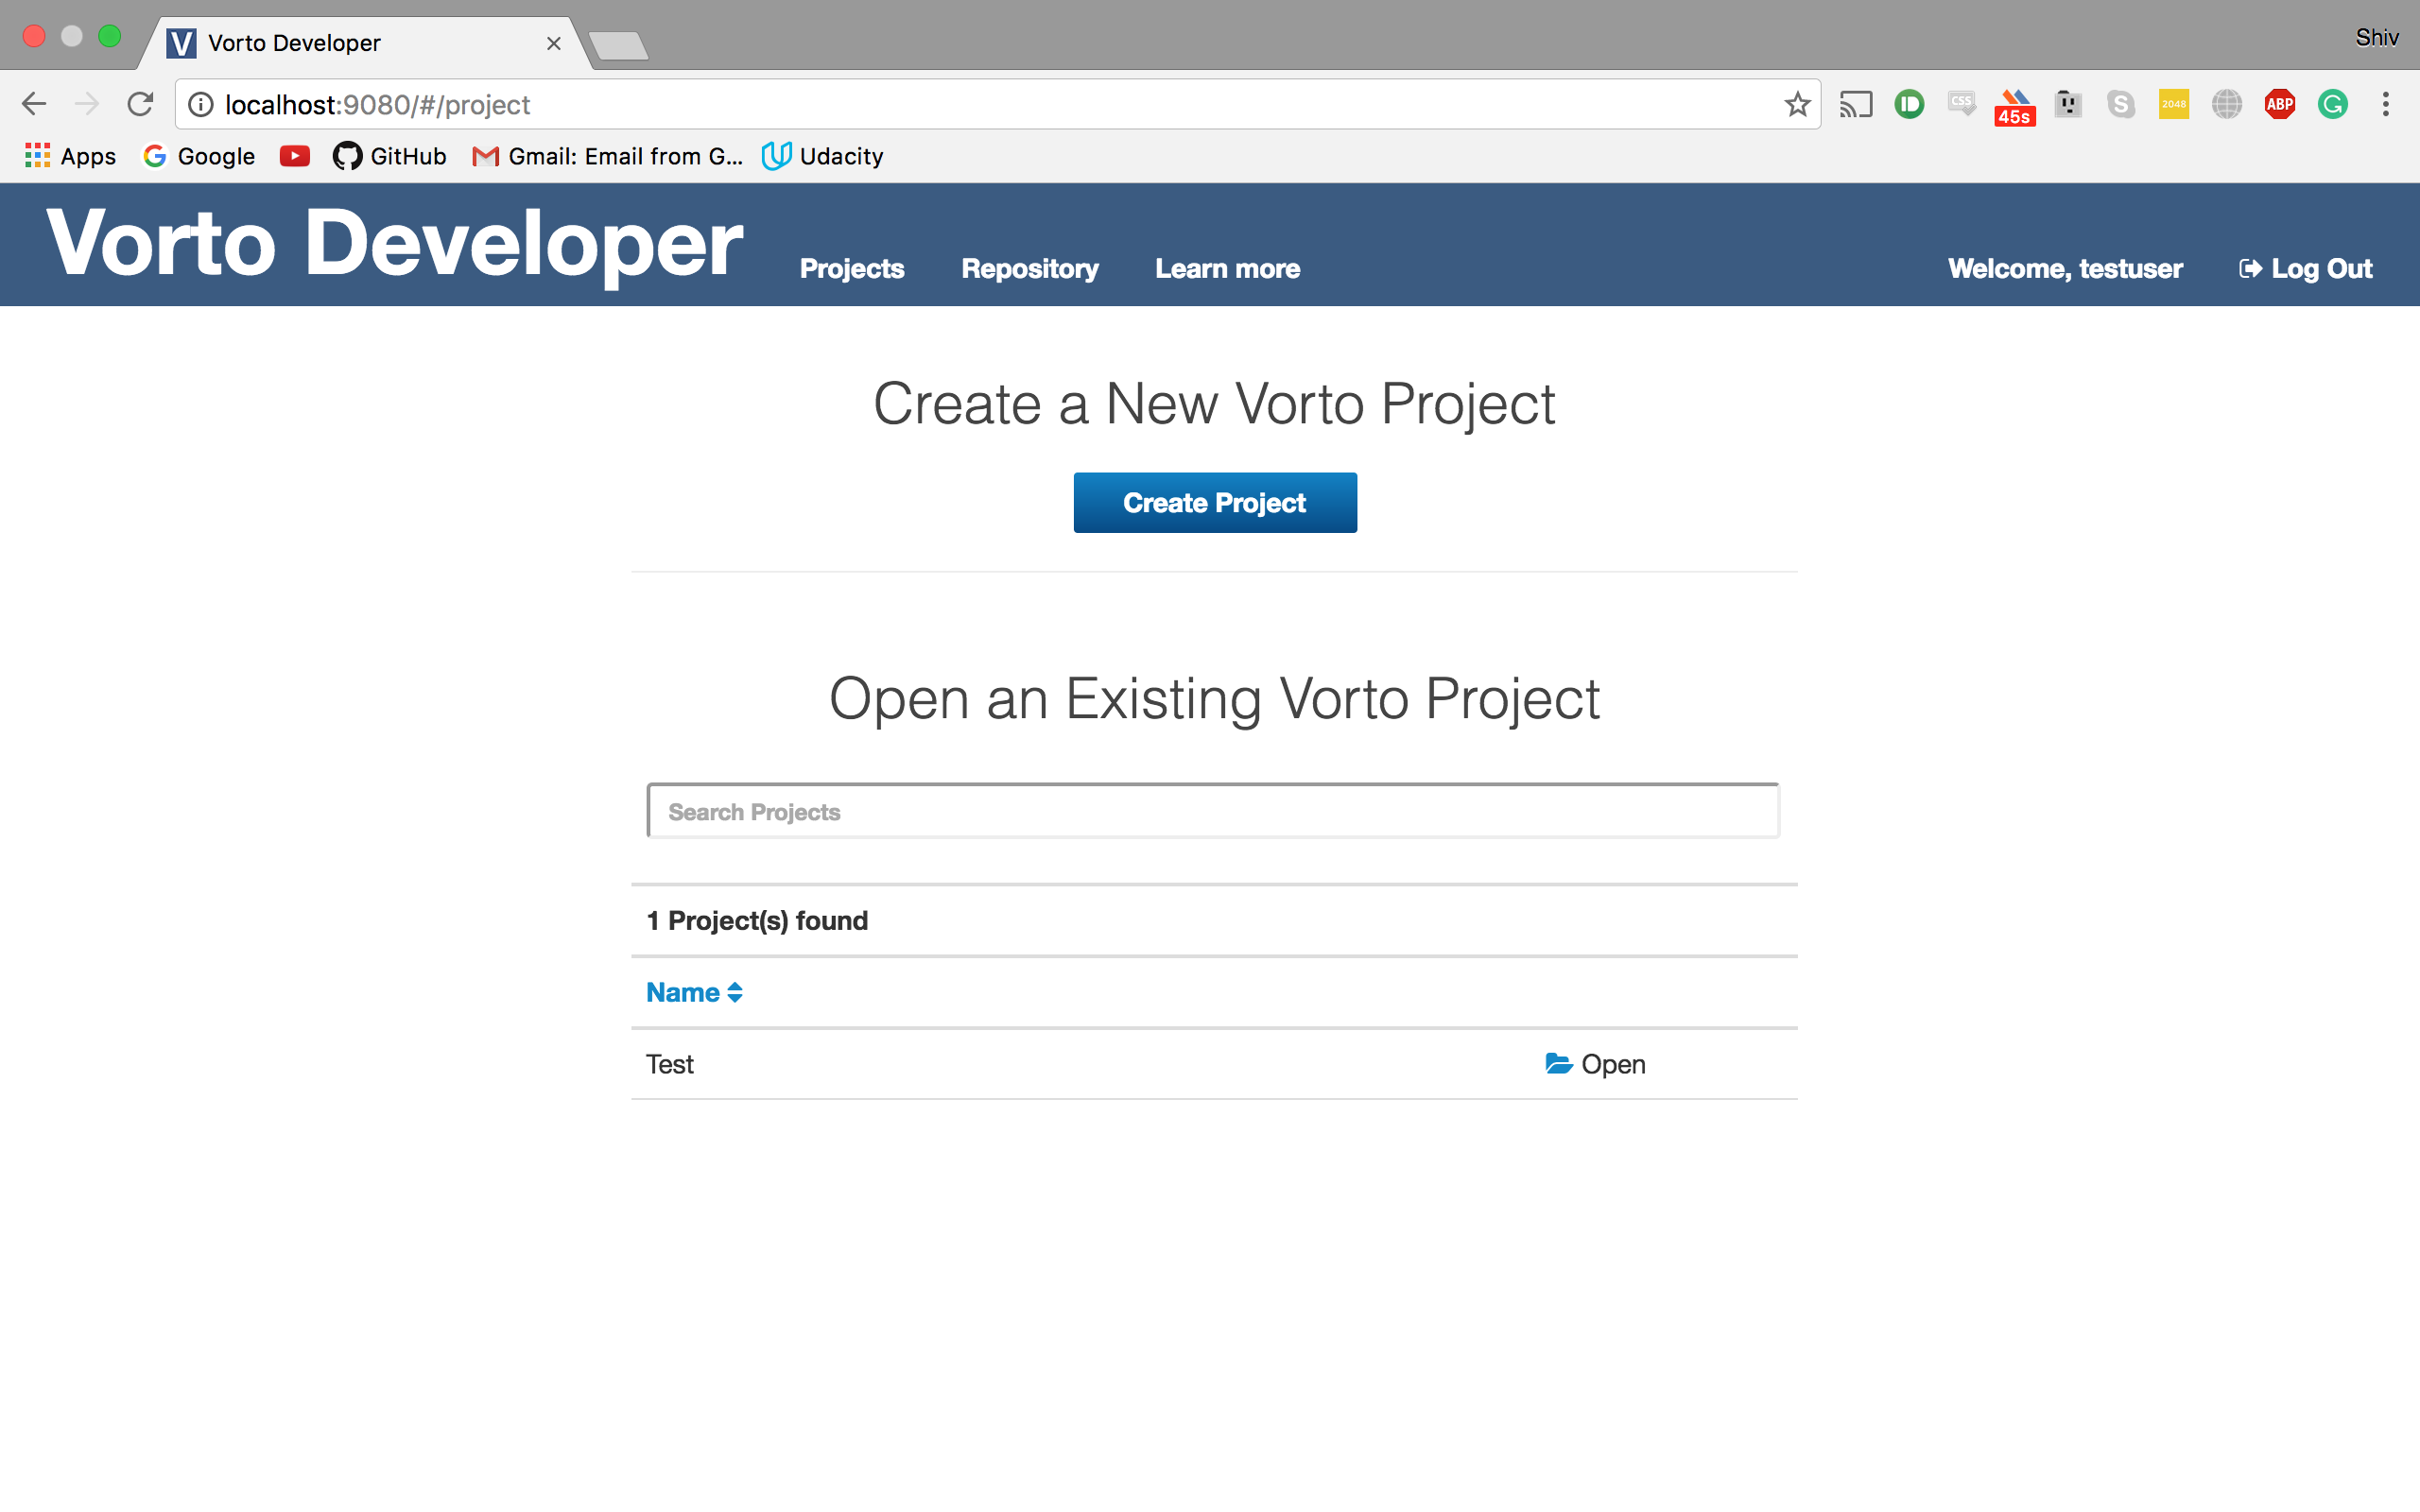 V Vorto Developer
Shiv
localhost:9080/#/project
CSS
45s
S
2048
ABP
G
Apps Google GitHub Gmail: Email from G... Udacity
Vorto Developer Projects Repository Learn more Welcome, testuser Log Out
Create a New Vorto Project
Create Project
Open an Existing Vorto Project
Search Projects
1 Project(s) found
Name
Test Open